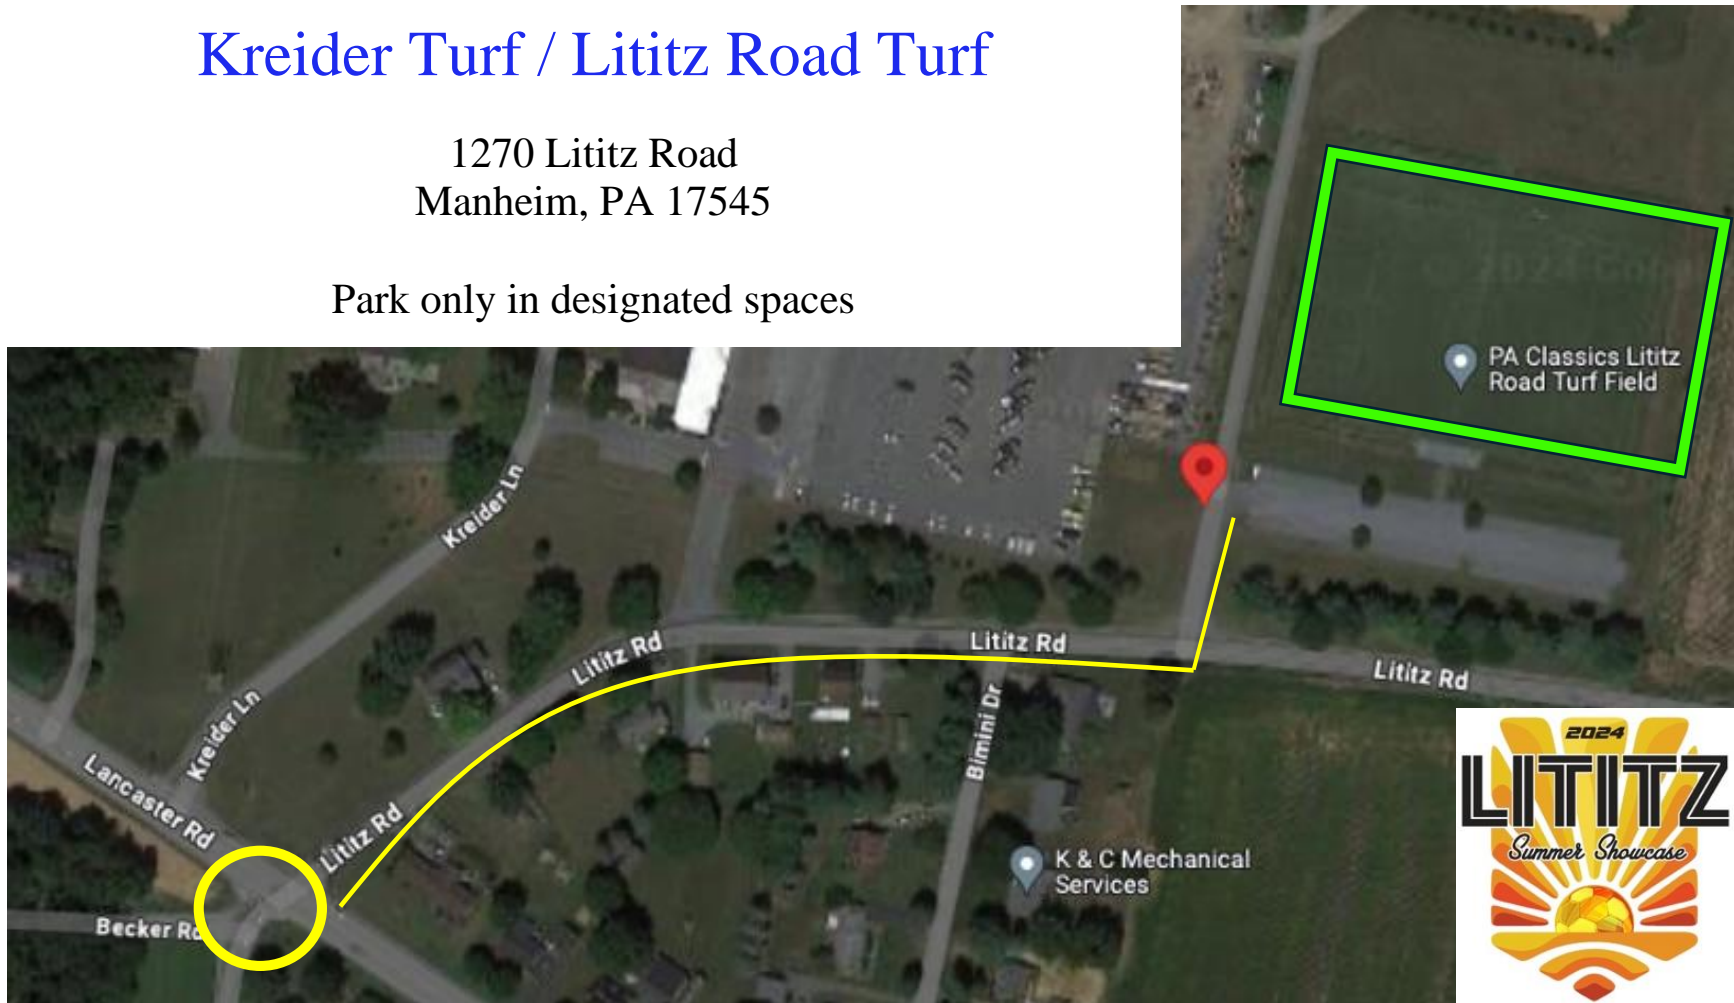 Kreider Turf / Lititz Road Turf
1270 Lititz Road
Manheim, PA 17545
Park only in designated spaces
PA Classics Lititz
Road Turf Field
Kreider Ln
Lititz Rd
Lititz Rd
Lititz Rd
Kreider Ln
Bimini Dr
Lancaster Rd
Lititz Rd
K & C Mechanical
Services
Becker Rd
2024
LITITZ
Summer Showcase